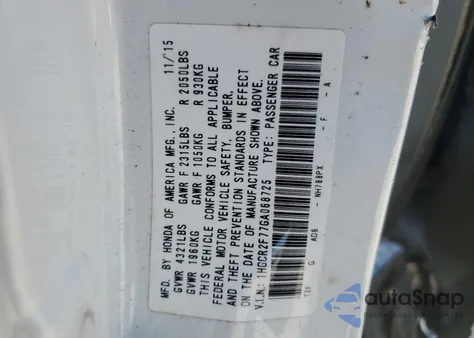 MFD. BY HONDA OF AMERICA MFG., INC. 11/15
GVWR 4321LBS GAWR F 2315LBS R 2050LBS
GVWR 1960KG GAWR F 1050KG R 930KG
THIS VEHICLE CONFORMS TO ALL APPLICABLE
FEDERAL MOTOR VEHICLE SAFETY, BUMPER,
AND THEFT PREVENTION STANDARDS IN EFFECT
ON THE DATE OF MANUFACTURE SHOWN ABOVE.
V.I.N.: 1HGCR2F77GA068725 TYPE: PASSENGER CAR
T2F G AD6 - NH788PX - F - A
autoSnap